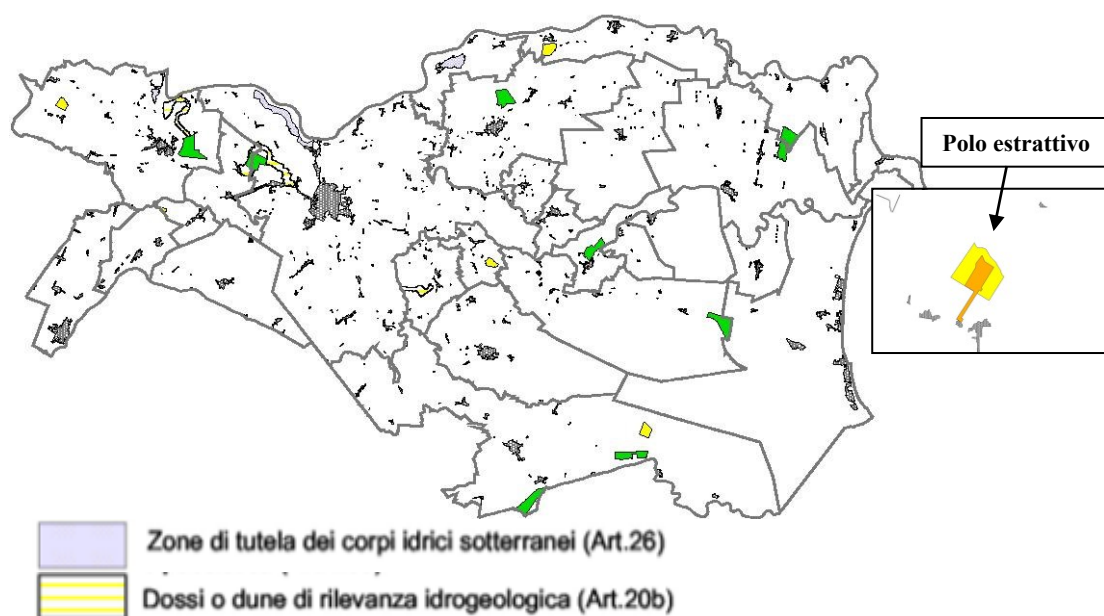 Polo estrattivo
Zone di tutela dei corpi idrici sotterranei (Art.26)
Dossi o dune di rilevanza idrogeologica (Art.20b)